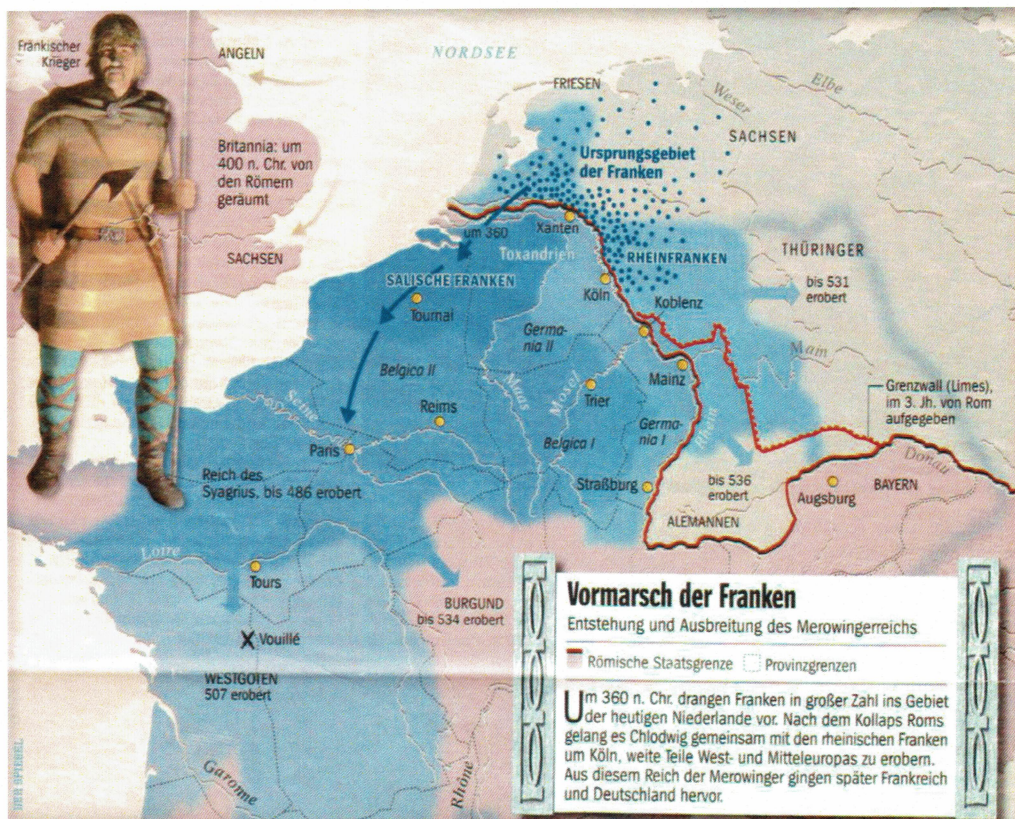 Fränkischer
Krieger
ANGELN
NORDSEE
FRIESEN
Weser
Elbe
SACHSEN
Britannia: um
400 n. Chr. von
den Römern
geräumt
Ursprungsgebiet
der Franken
SACHSEN
um 360
Xanten
Toxandrien
RHEINFRANKEN
THÜRINGER
SALISCHE FRANKEN
Köln
bis 531
erobert
Tournai
Koblenz
Germa-
nia II
Main
Belgica II
Maas
Mosel
Mainz
Grenzwall (Limes),
im 3. Jh. von Rom
aufgegeben
Seine
Reims
Trier
Germa-
nia I
Rhein
Paris
Belgica I
Donau
Reich des
Syagrius, bis 486 erobert
Straßburg
bis 536
erobert
Augsburg
BAYERN
ALEMANNEN
Loire
Tours
BURGUND
bis 534 erobert
Vouillé
WESTGOTEN
507 erobert
Garonne
Rhône
DER SPIEGEL
Vormarsch der Franken
Entstehung und Ausbreitung des Merowingerreichs
Römische Staatsgrenze Provinzgrenzen
Um 360 n. Chr. drangen Franken in großer Zahl ins Gebiet
der heutigen Niederlande vor. Nach dem Kollaps Roms
gelang es Chlodwig gemeinsam mit den rheinischen Franken
um Köln, weite Teile West- und Mitteleuropas zu erobern.
Aus diesem Reich der Merowinger gingen später Frankreich
und Deutschland hervor.